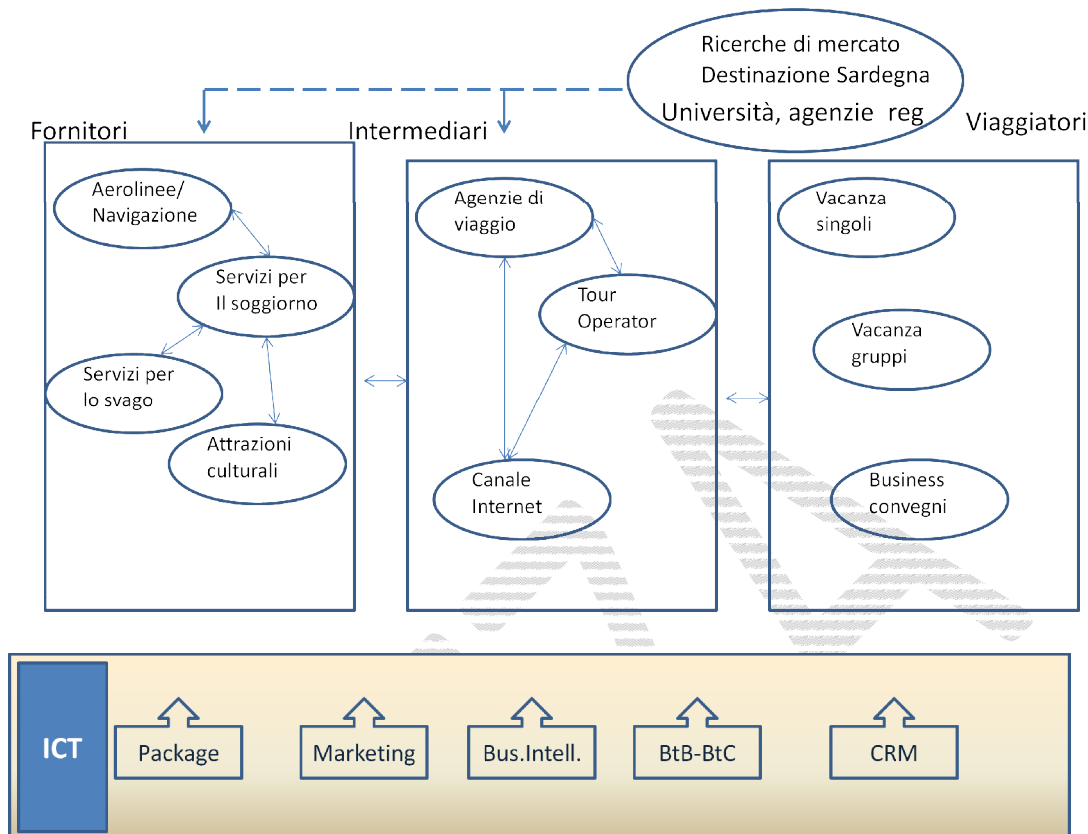 Ricerche di mercato
Destinazione Sardegna
Università, agenzie reg
Fornitori
Intermediari
Viaggiatori
Aerolinee/
Navigazione
Servizi per
Il soggiorno
Servizi per
lo svago
Attrazioni
culturali
Agenzie di
viaggio
Tour
Operator
Canale
Internet
Vacanza
singoli
Vacanza
gruppi
Business
convegni
ICT
Package
Marketing
Bus.Intell.
BtB-BtC
CRM